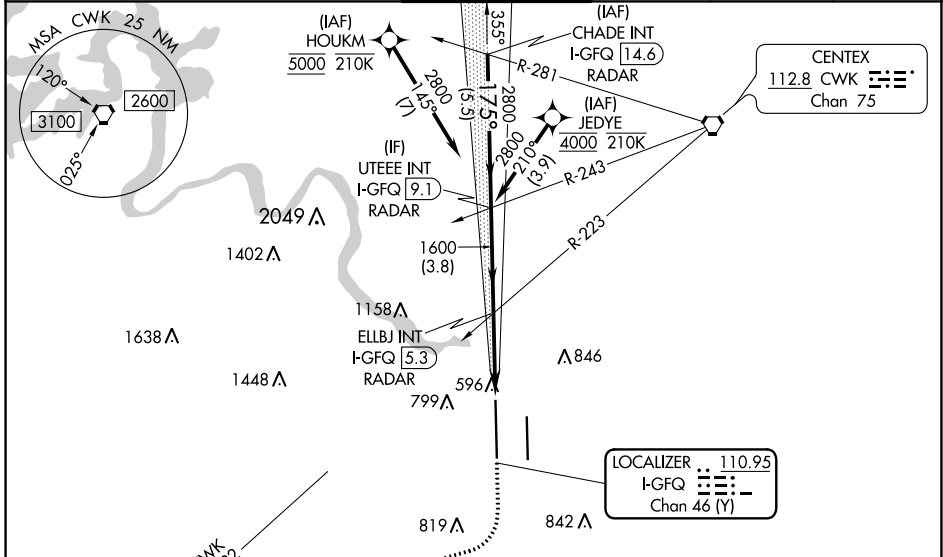 MSA CWK 25 NM
120°
2600
3100
025°
(IAF)
HOUKM
5000 210K
2800
145°
(7)
355°
(IAF)
CHADE INT
I-GFQ 14.6
RADAR
R-281
CENTEX
112.8 CWK
Chan 75
2800
175°
(5.5)
(IAF)
JEDYE
4000 210K
2800
210°
(3.9)
R-243
(IF)
UTEEE INT
I-GFQ 9.1
RADAR
R-223
2049
1402
1600
(3.8)
1158
1638
ELLBJ INT
I-GFQ 5.3
RADAR
846
1448
596
799
LOCALIZER 110.95
I-GFQ
Chan 46 (Y)
819
842